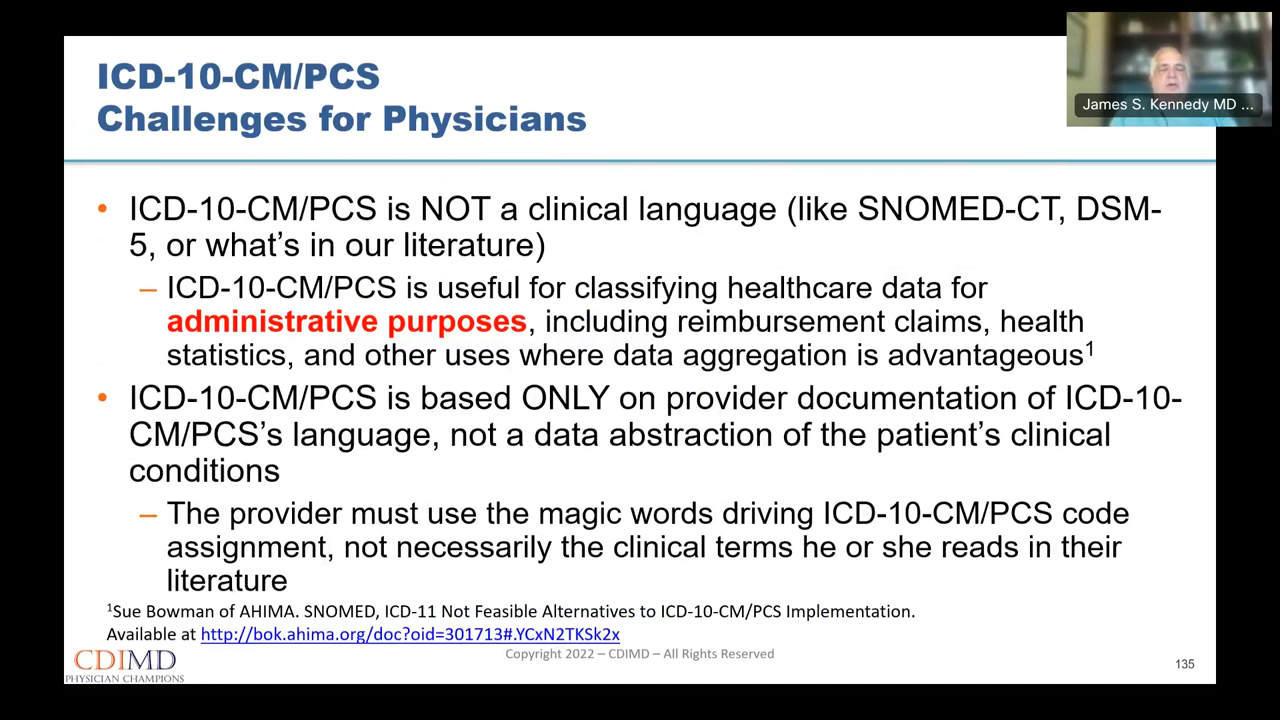 James S. Kennedy MD ...
ICD-10-CM/PCS
Challenges for Physicians
• ICD-10-CM/PCS is NOT a clinical language (like SNOMED-CT, DSM-
5, or what's in our literature)
– ICD-10-CM/PCS is useful for classifying healthcare data for
administrative purposes, including reimbursement claims, health
statistics, and other uses where data aggregation is advantageous¹
• ICD-10-CM/PCS is based ONLY on provider documentation of ICD-10-
CM/PCS's language, not a data abstraction of the patient's clinical
conditions
– The provider must use the magic words driving ICD-10-CM/PCS code
assignment, not necessarily the clinical terms he or she reads in their
literature
¹Sue Bowman of AHIMA. SNOMED, ICD-11 Not Feasible Alternatives to ICD-10-CM/PCS Implementation.
Available at http://bok.ahima.org/doc?oid=301713#.YCxN2TKSk2x
Copyright 2022 – CDIMD – All Rights Reserved
CDIMD
PHYSICIAN CHAMPIONS
135